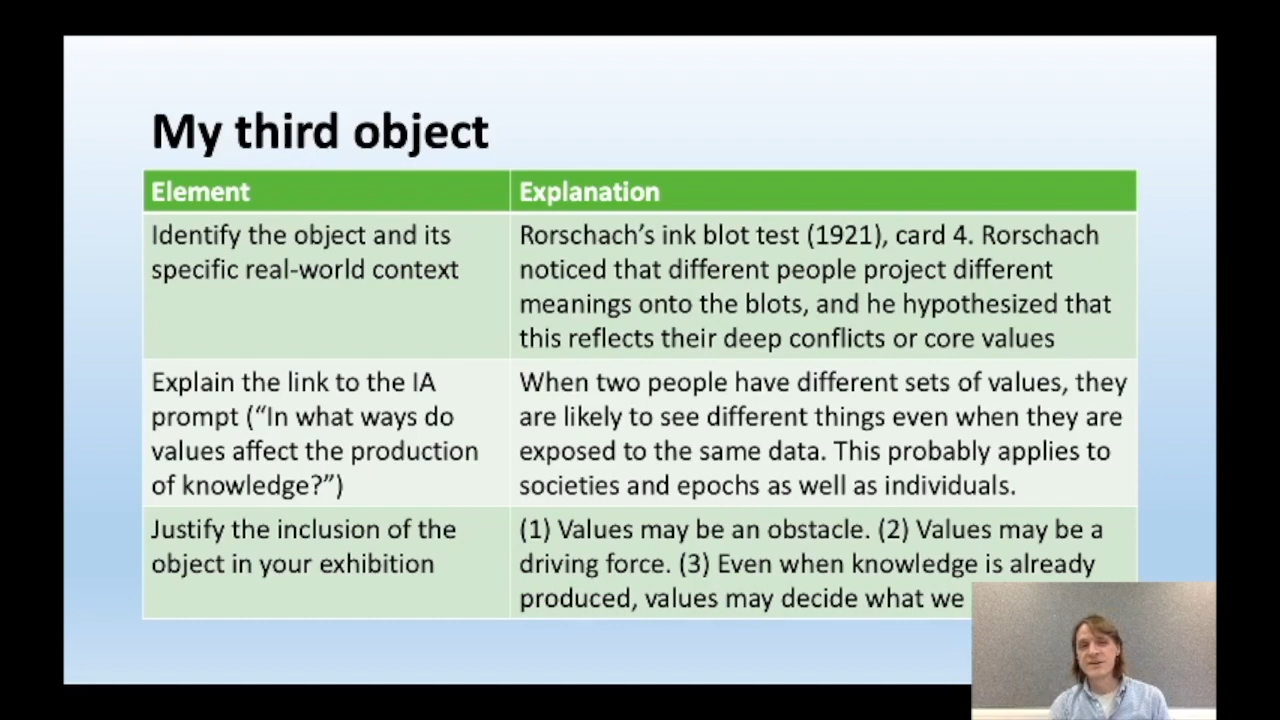 My third object
Element
Explanation
Identify the object and its
specific real-world context
Rorschach’s ink blot test (1921), card 4. Rorschach
noticed that different people project different
meanings onto the blots, and he hypothesized that
this reflects their deep conflicts or core values
Explain the link to the IA
prompt (“In what ways do
values affect the production
of knowledge?”)
When two people have different sets of values, they
are likely to see different things even when they are
exposed to the same data. This probably applies to
societies and epochs as well as individuals.
Justify the inclusion of the
object in your exhibition
(1) Values may be an obstacle. (2) Values may be a
driving force. (3) Even when knowledge is already
produced, values may decide what we